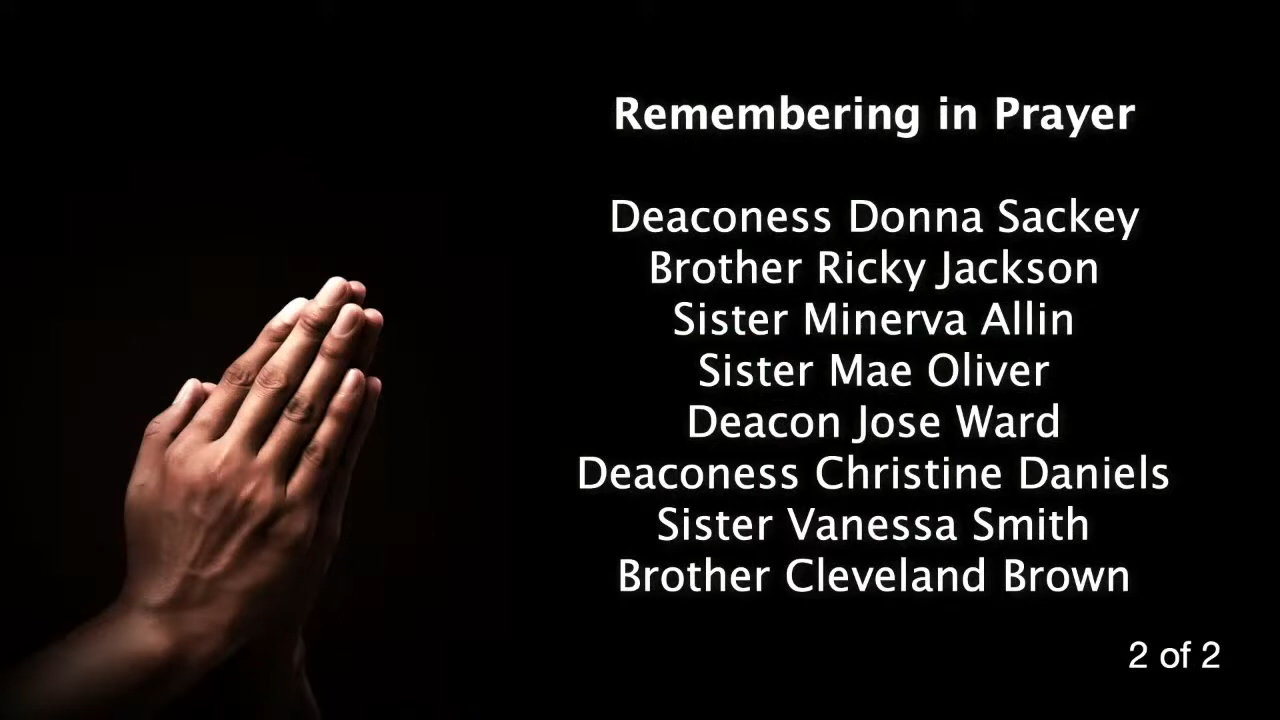 Remembering in Prayer
Deaconess Donna Sackey
Brother Ricky Jackson
Sister Minerva Allin
Sister Mae Oliver
Deacon Jose Ward
Deaconess Christine Daniels
Sister Vanessa Smith
Brother Cleveland Brown
2 of 2